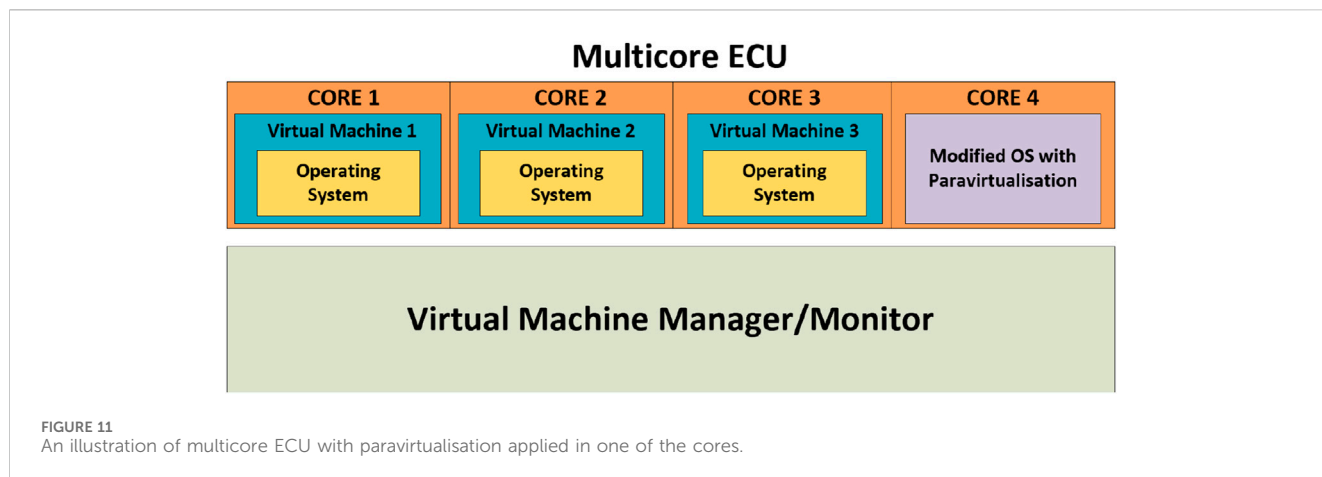 Multicore ECU
CORE 1
CORE 2
CORE 3
CORE 4
Virtual Machine 1
Operating
System
Virtual Machine 2
Operating
System
Virtual Machine 3
Operating
System
Modified OS with
Paravirtualisation
Virtual Machine Manager/Monitor
FIGURE 11
An illustration of multicore ECU with paravirtualisation applied in one of the cores.